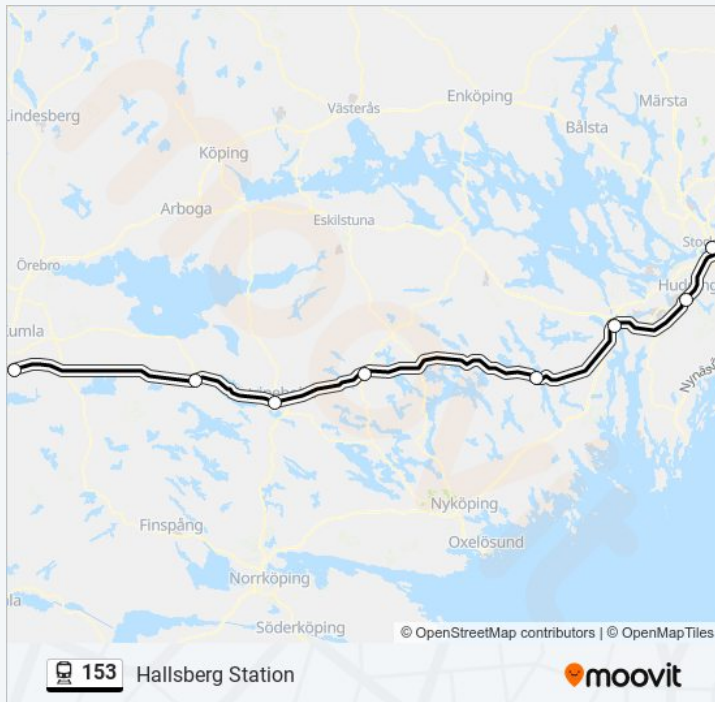 Enköping
Märsta
Västerås
Lindesberg
Bålsta
Köping
Arboga
Eskilstuna
Örebro
Nyköping
Oxelösund
Finspång
Norrköping
Söderköping
© OpenStreetMap contributors | © OpenMapTiles
153 Hallsberg Station
moovit